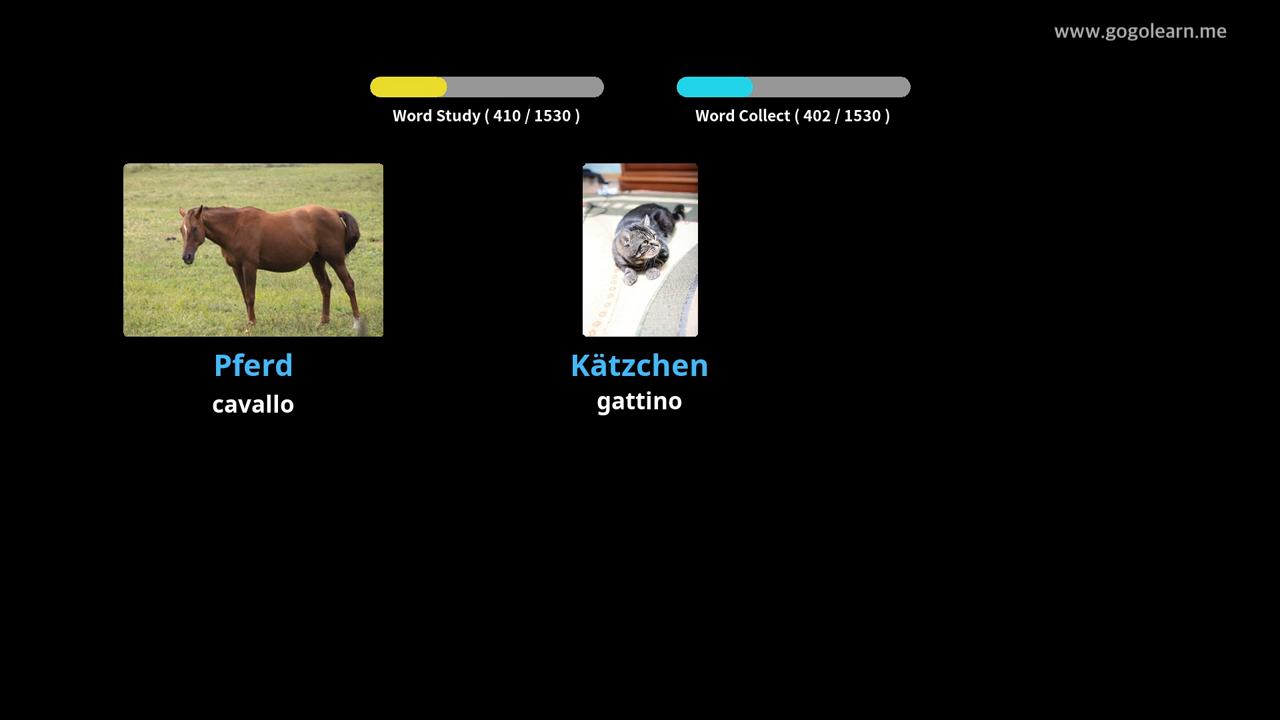 www.gogolearn.me
Word Study ( 410 / 1530 )
Word Collect ( 402 / 1530 )
Pferd
cavallo
Kätzchen
gattino